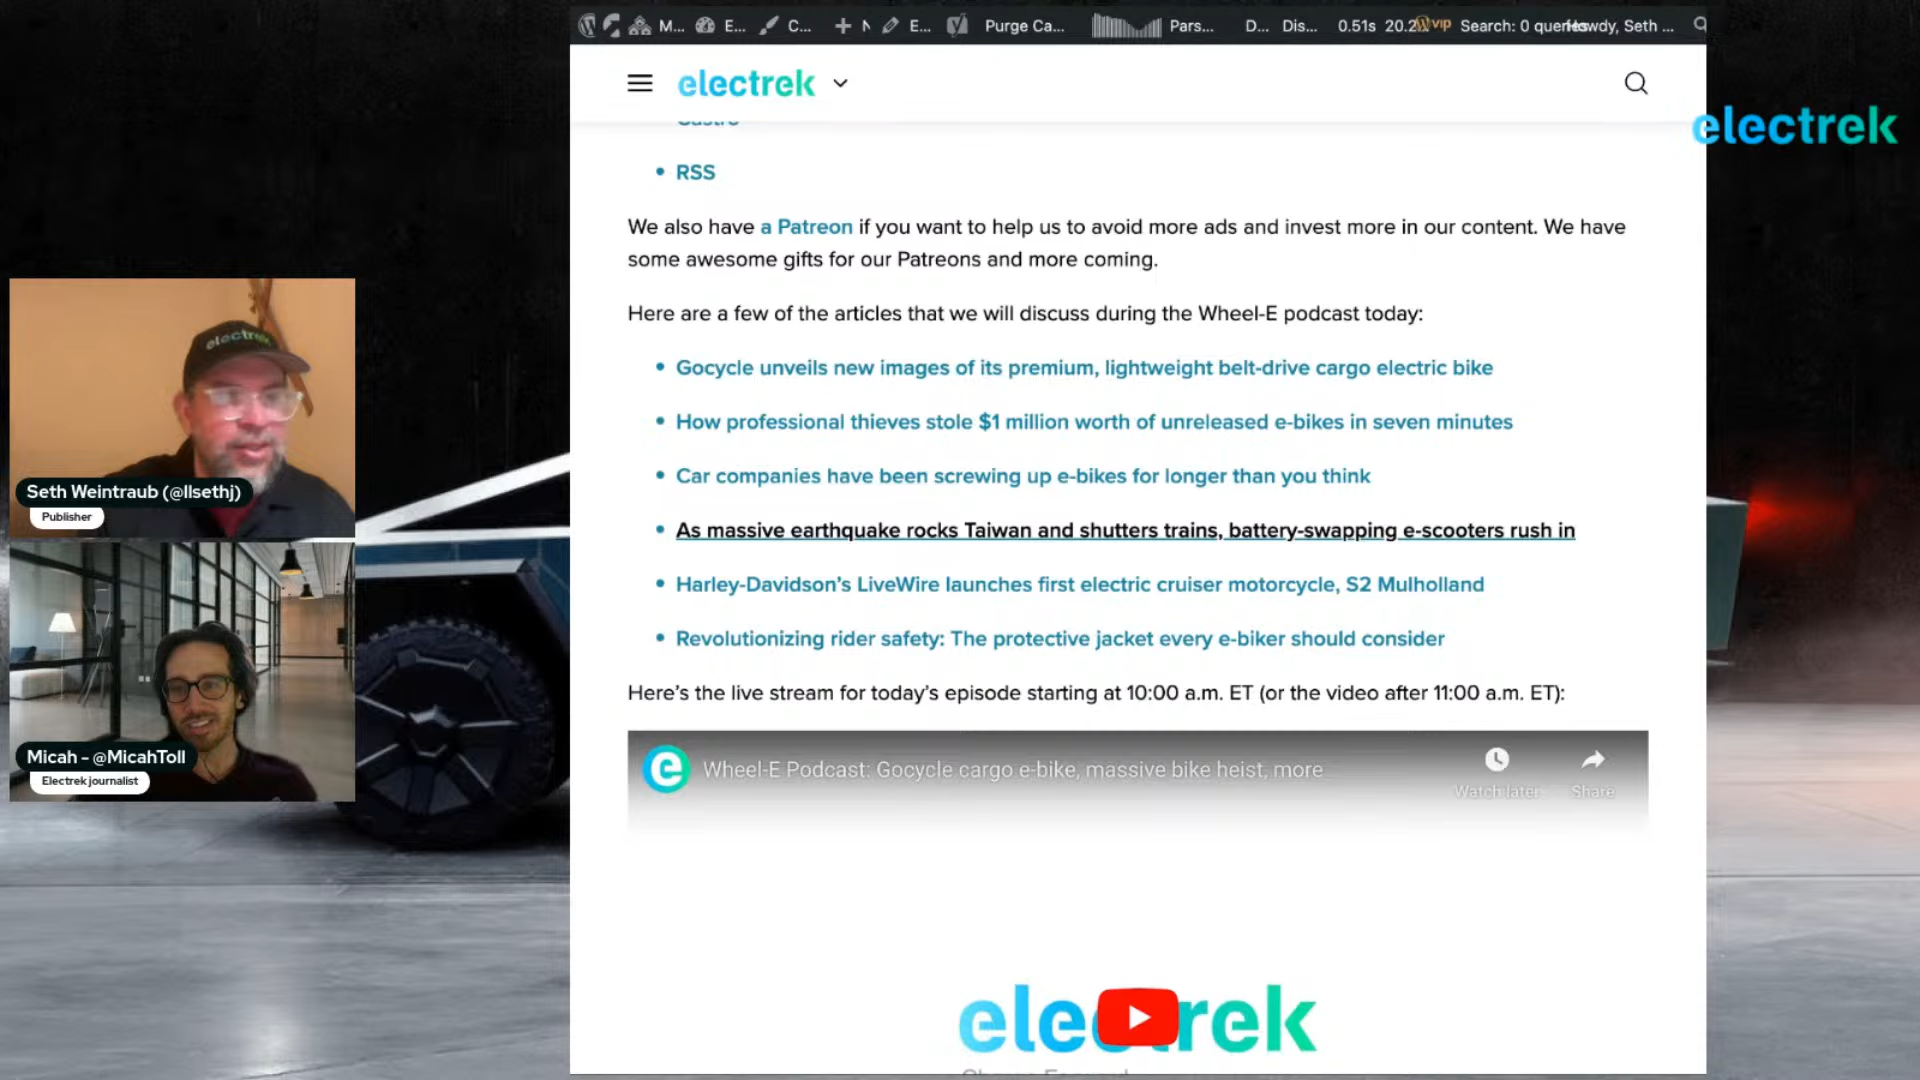 M...
E...
C...
E...
Purge Ca...
Pars...
D...
Dis...
0.51s
VIP
Search: 0 queries
Howdy, Seth ...
electrek
electrek
Gastro
RSS
We also have a Patreon if you want to help us to avoid more ads and invest more in our content. We have
some awesome gifts for our Patreons and more coming.
Here are a few of the articles that we will discuss during the Wheel-E podcast today:
Gocycle unveils new images of its premium, lightweight belt-drive cargo electric bike
How professional thieves stole $1 million worth of unreleased e-bikes in seven minutes
Car companies have been screwing up e-bikes for longer than you think
As massive earthquake rocks Taiwan and shutters trains, battery-swapping e-scooters rush in
Harley-Davidson’s LiveWire launches first electric cruiser motorcycle, S2 Mulholland
Revolutionizing rider safety: The protective jacket every e-biker should consider
Here’s the live stream for today’s episode starting at 10:00 a.m. ET (or the video after 11:00 a.m. ET):
Wheel-E Podcast: Gocycle cargo e-bike, massive bike heist, more
Watch later
Share
electrek
electrek
Seth Weintraub (@llsethj)
Publisher
Micah - @MicahToll
Electrek journalist